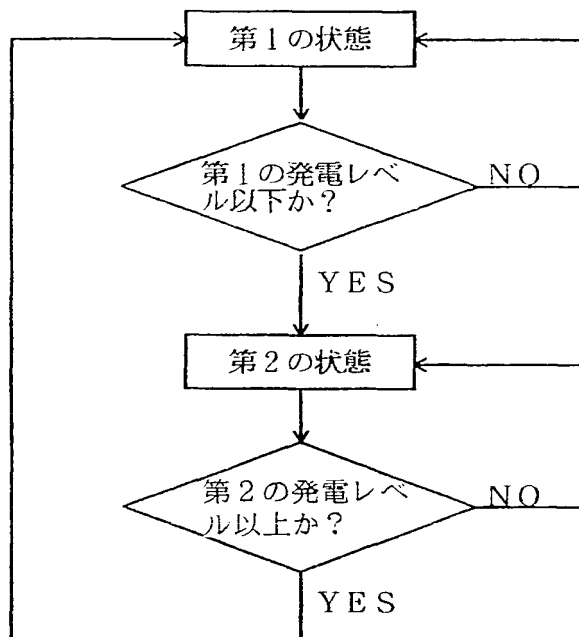 第1の状態
第1の発電レベ
ル以下か？
NO
YES
第2の状態
第2の発電レベ
ル以上か？
NO
YES